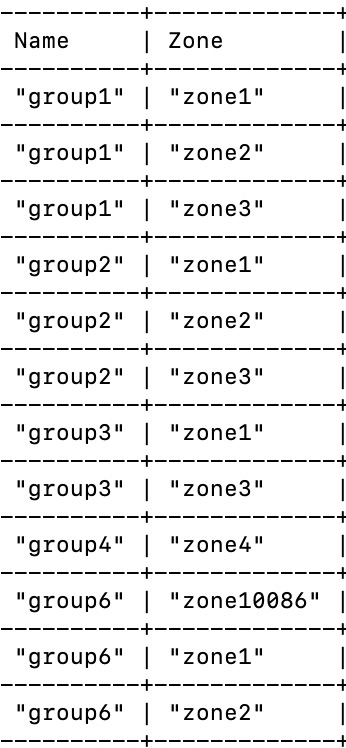 ----------+-------------+
Name | Zone |
----------+-------------+
"group1" | "zone1" |
----------+-------------+
"group1" | "zone2" |
----------+-------------+
"group1" | "zone3" |
----------+-------------+
"group2" | "zone1" |
----------+-------------+
"group2" | "zone2" |
----------+-------------+
"group2" | "zone3" |
----------+-------------+
"group3" | "zone1" |
----------+-------------+
"group3" | "zone3" |
----------+-------------+
"group4" | "zone4" |
----------+-------------+
"group6" | "zone10086" |
----------+-------------+
"group6" | "zone1" |
----------+-------------+
"group6" | "zone2" |
----------+-------------+